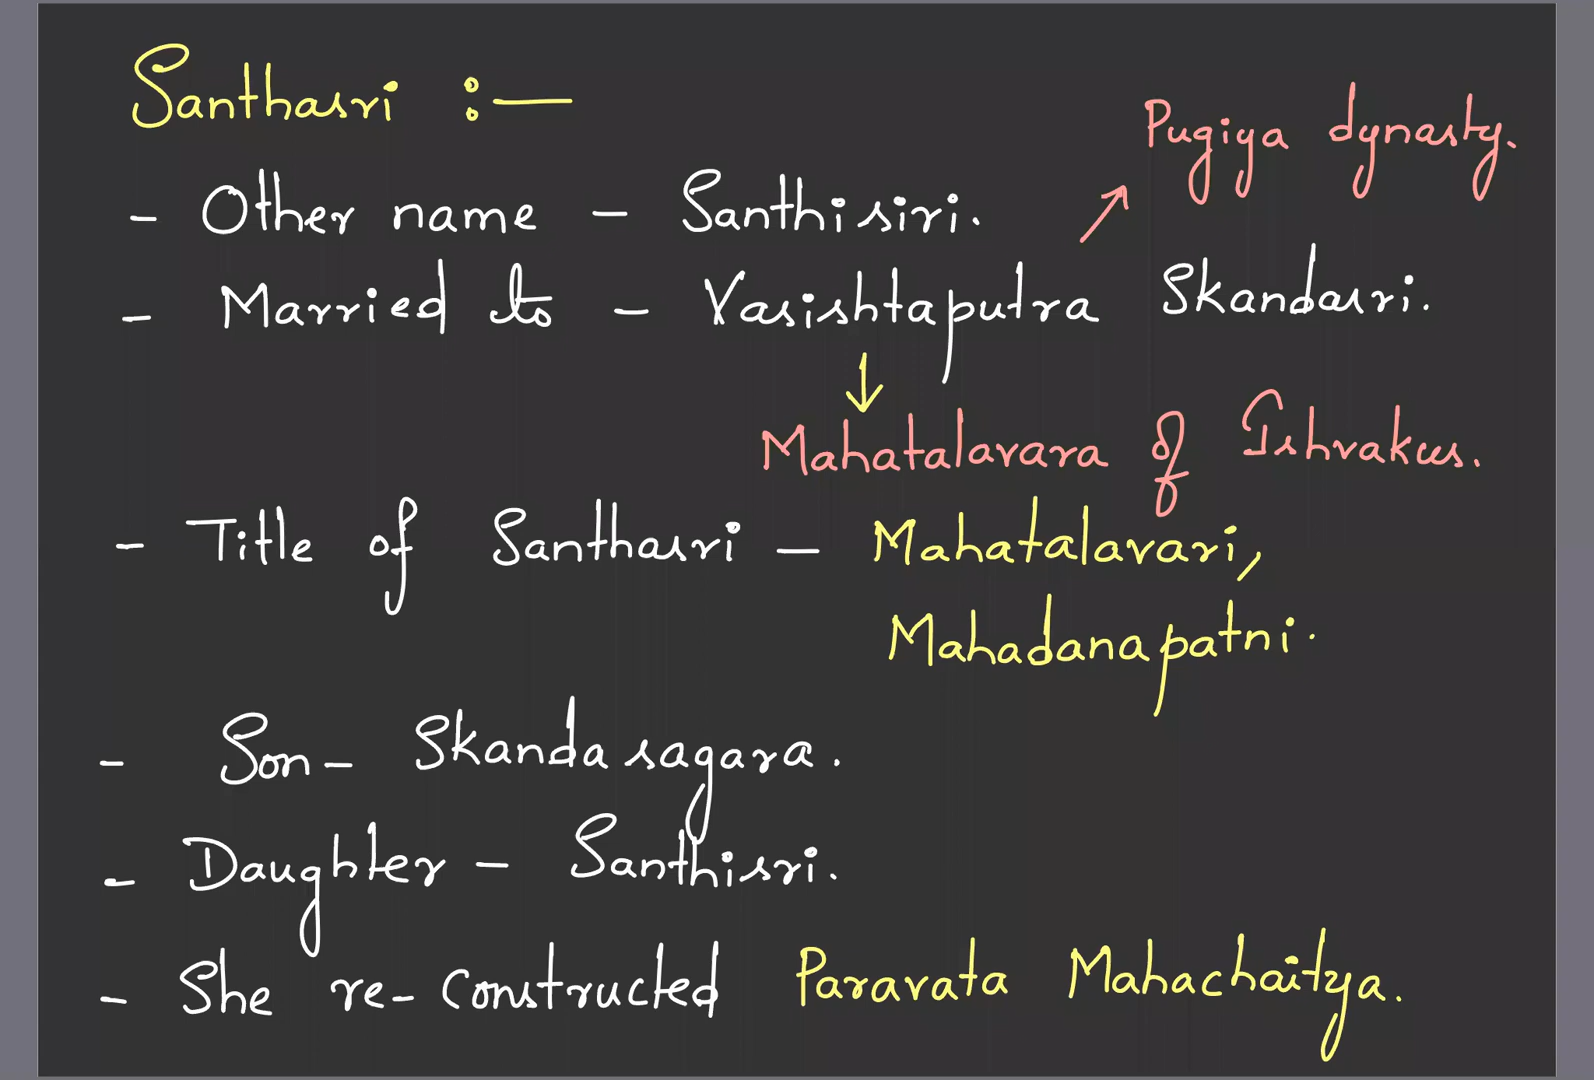 Santhasri :—
Pugiya dynasty.
- Other name - Santhisiri.
- Married to - Vasishtaputra Skandasri.
Mahatalavara of Ishvakus.
- Title of Santhasri - Mahatalavari,
Mahadanapatni.
- Son - Skanda sagara.
- Daughter - Santhisri.
- She re-constructed Paravata Mahachaitya.